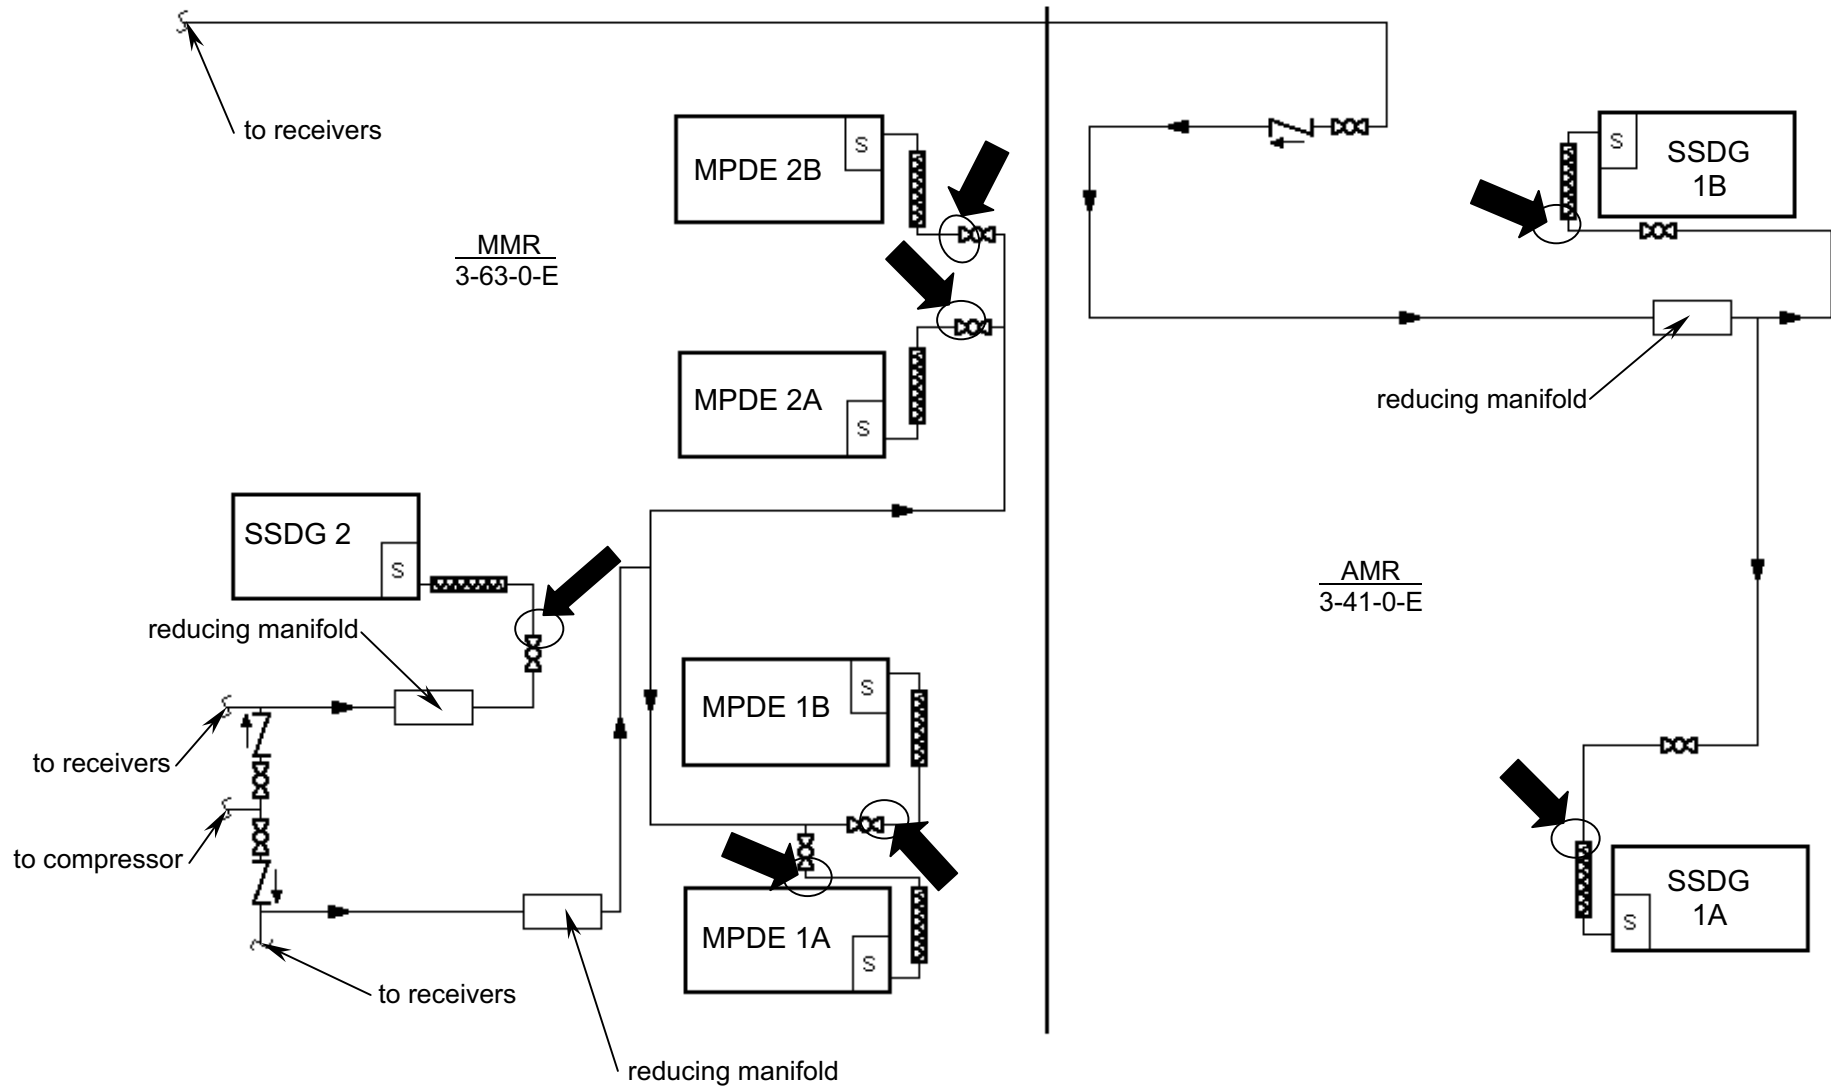 to receivers
MPDE 2B
S
S
SSDG
1B
MMR
3-63-0-E
MPDE 2A
S
reducing manifold
SSDG 2
S
AMR
3-41-0-E
reducing manifold
MPDE 1B
S
to receivers
to compressor
SSDG
1A
S
MPDE 1A
S
to receivers
reducing manifold